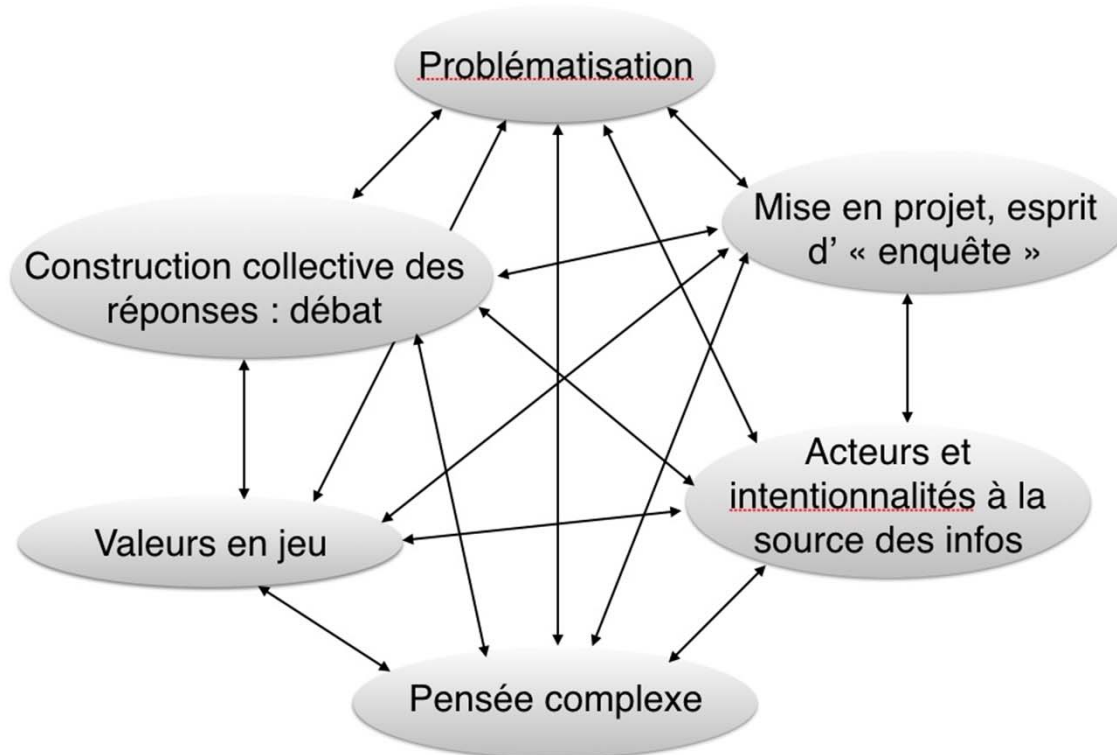 Problématisation
Mise en projet, esprit
d’ « enquête »
Construction collective des
réponses : débat
Acteurs et
intentionnalités à la
source des infos
Valeurs en jeu
Pensée complexe